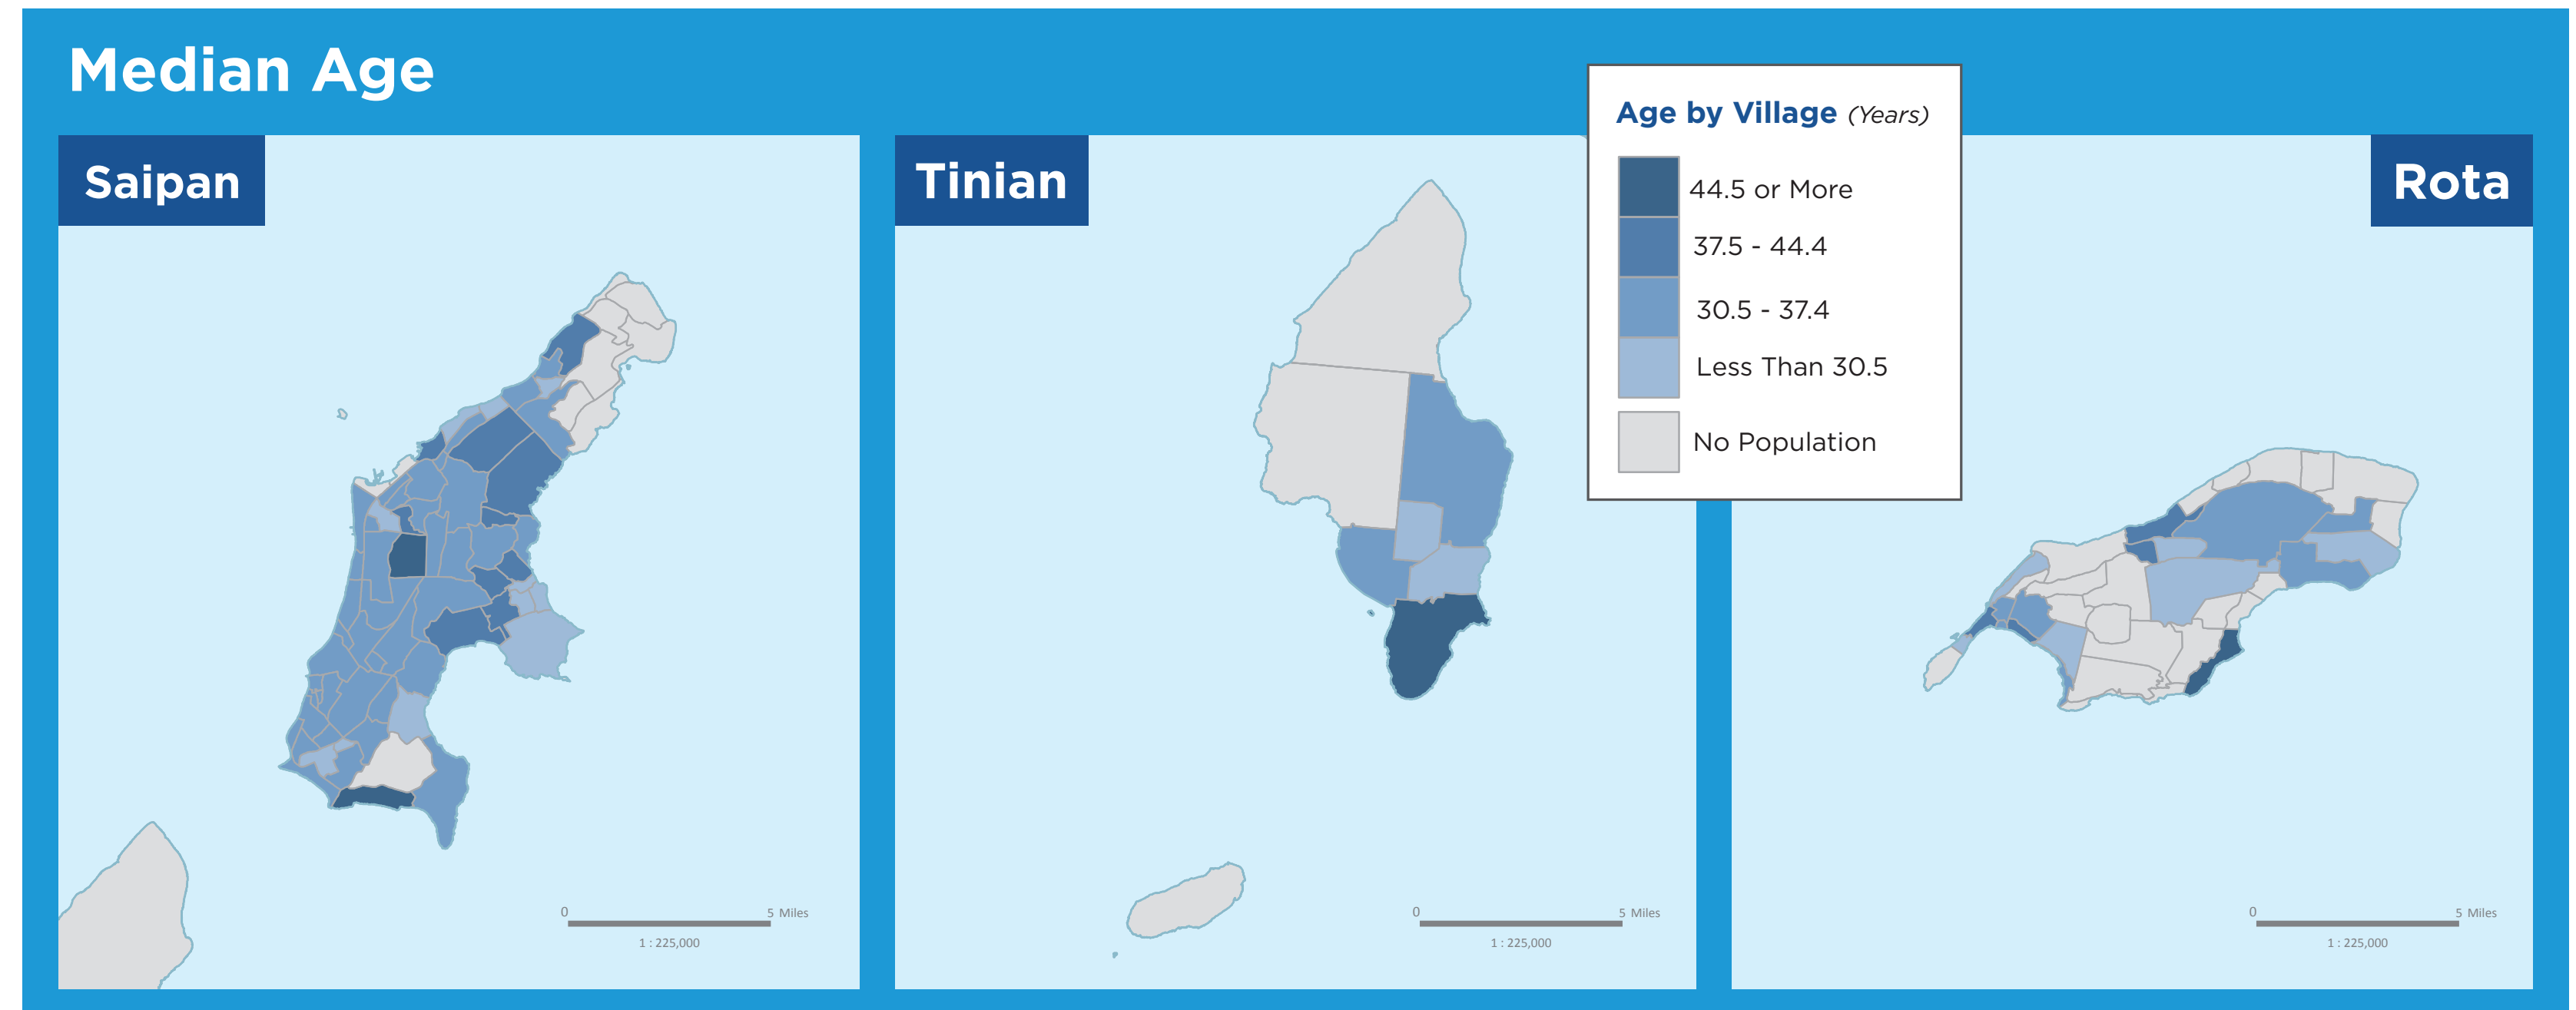 Median Age
Saipan
Tinian
Rota
Age by Village (Years)
44.5 or More
37.5 - 44.4
30.5 - 37.4
Less Than 30.5
No Population
0 5 Miles
1 : 225,000
0 5 Miles
1 : 225,000
0 5 Miles
1 : 225,000